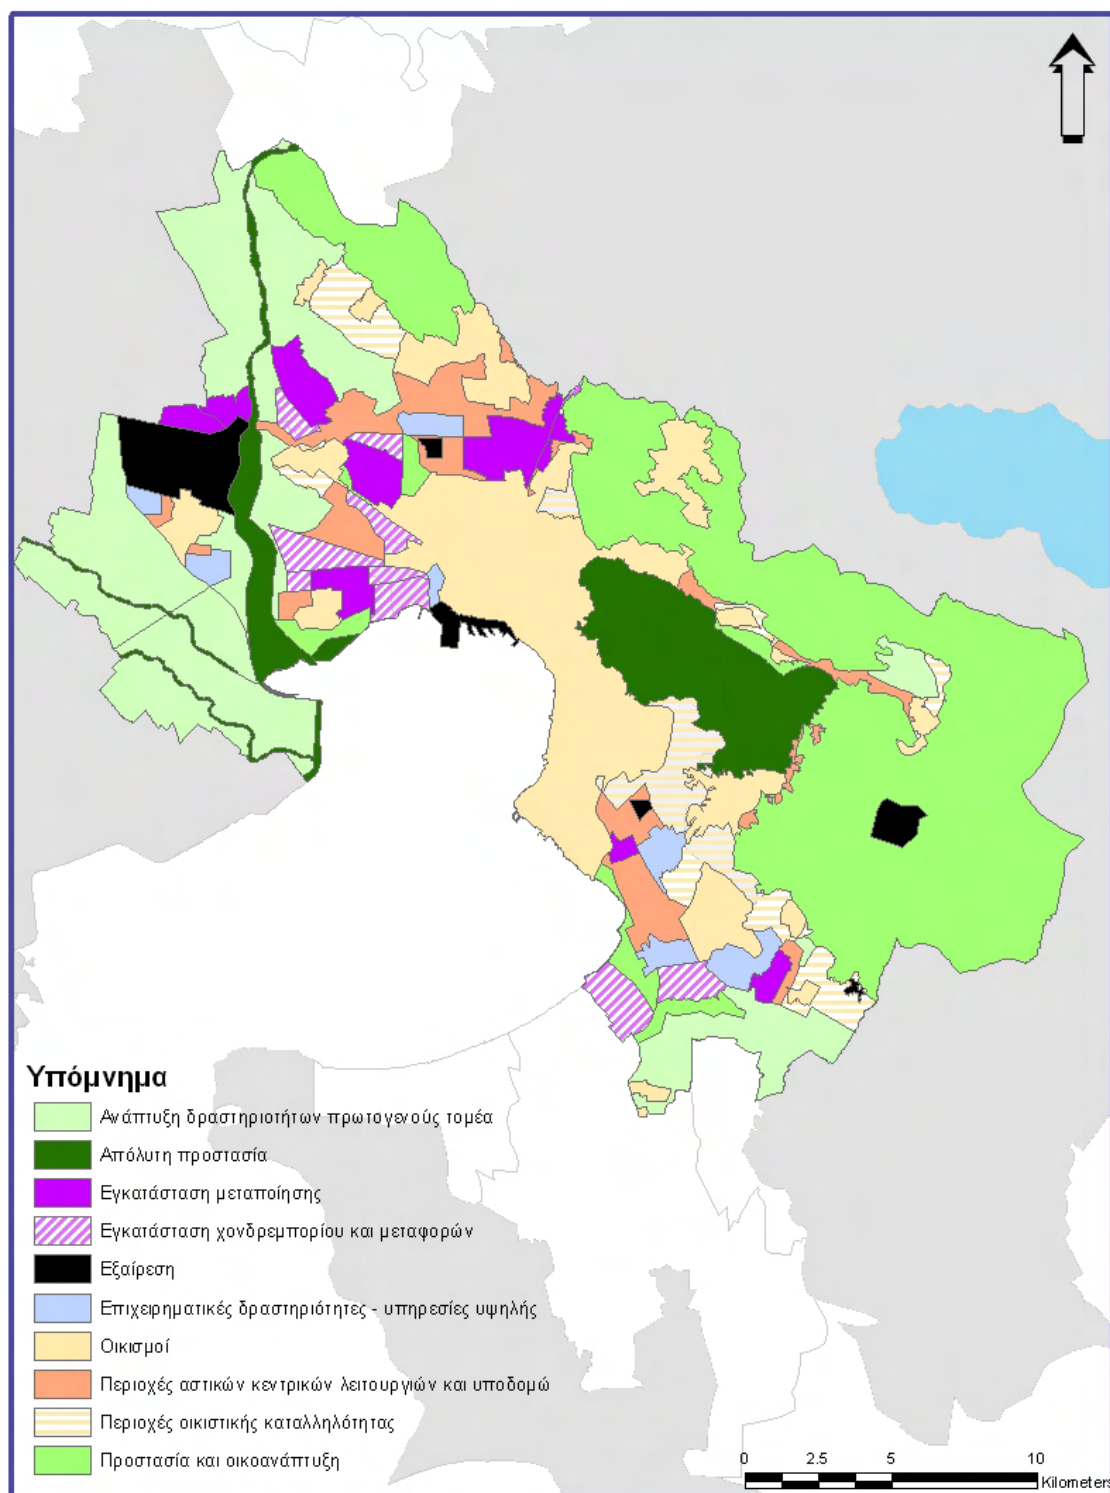 Υπόμνημα
Ανάπτυξη δραστηριοτήτων πρωτογενούς τομέα
Απόλυτη προστασία
Εγκατάσταση μεταποίησης
Εγκατάσταση χονδρεμπορίου και μεταφορών
Εξαίρεση
Επιχειρηματικές δραστηριότητες - υπηρεσίες υψηλής
Οικισμοί
Περιοχές αστικών κεντρικών λειτουργιών και υποδομώ
Περιοχές οικιστικής καταλληλότητας
Προστασία και οικοανάπτυξη
0 2.5 5 10
Kilometers